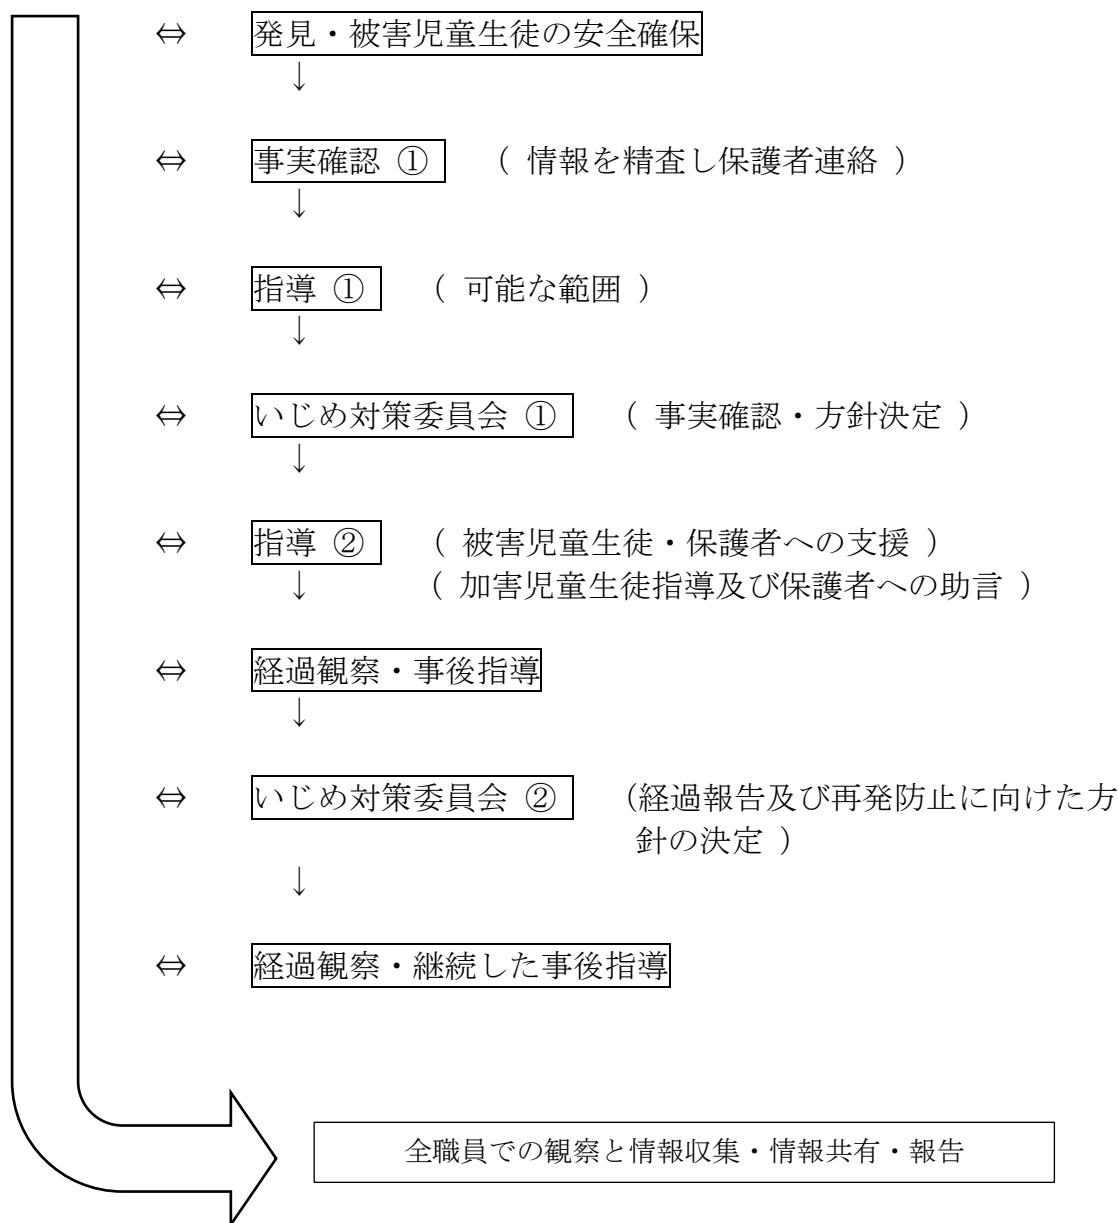 ⇔ 発見・被害児童生徒の安全確保
↓
⇔ 事実確認 ① （ 情報を精査し保護者連絡 ）
↓
⇔ 指導 ① （ 可能な範囲 ）
↓
⇔ いじめ対策委員会 ① （ 事実確認・方針決定 ）
↓
⇔ 指導 ② （ 被害児童生徒・保護者への支援 ）
↓ （ 加害児童生徒指導及び保護者への助言 ）
⇔ 経過観察・事後指導
↓
⇔ いじめ対策委員会 ② （経過報告及び再発防止に向けた方
針の決定 ）
↓
⇔ 経過観察・継続した事後指導
全職員での観察と情報収集・情報共有・報告